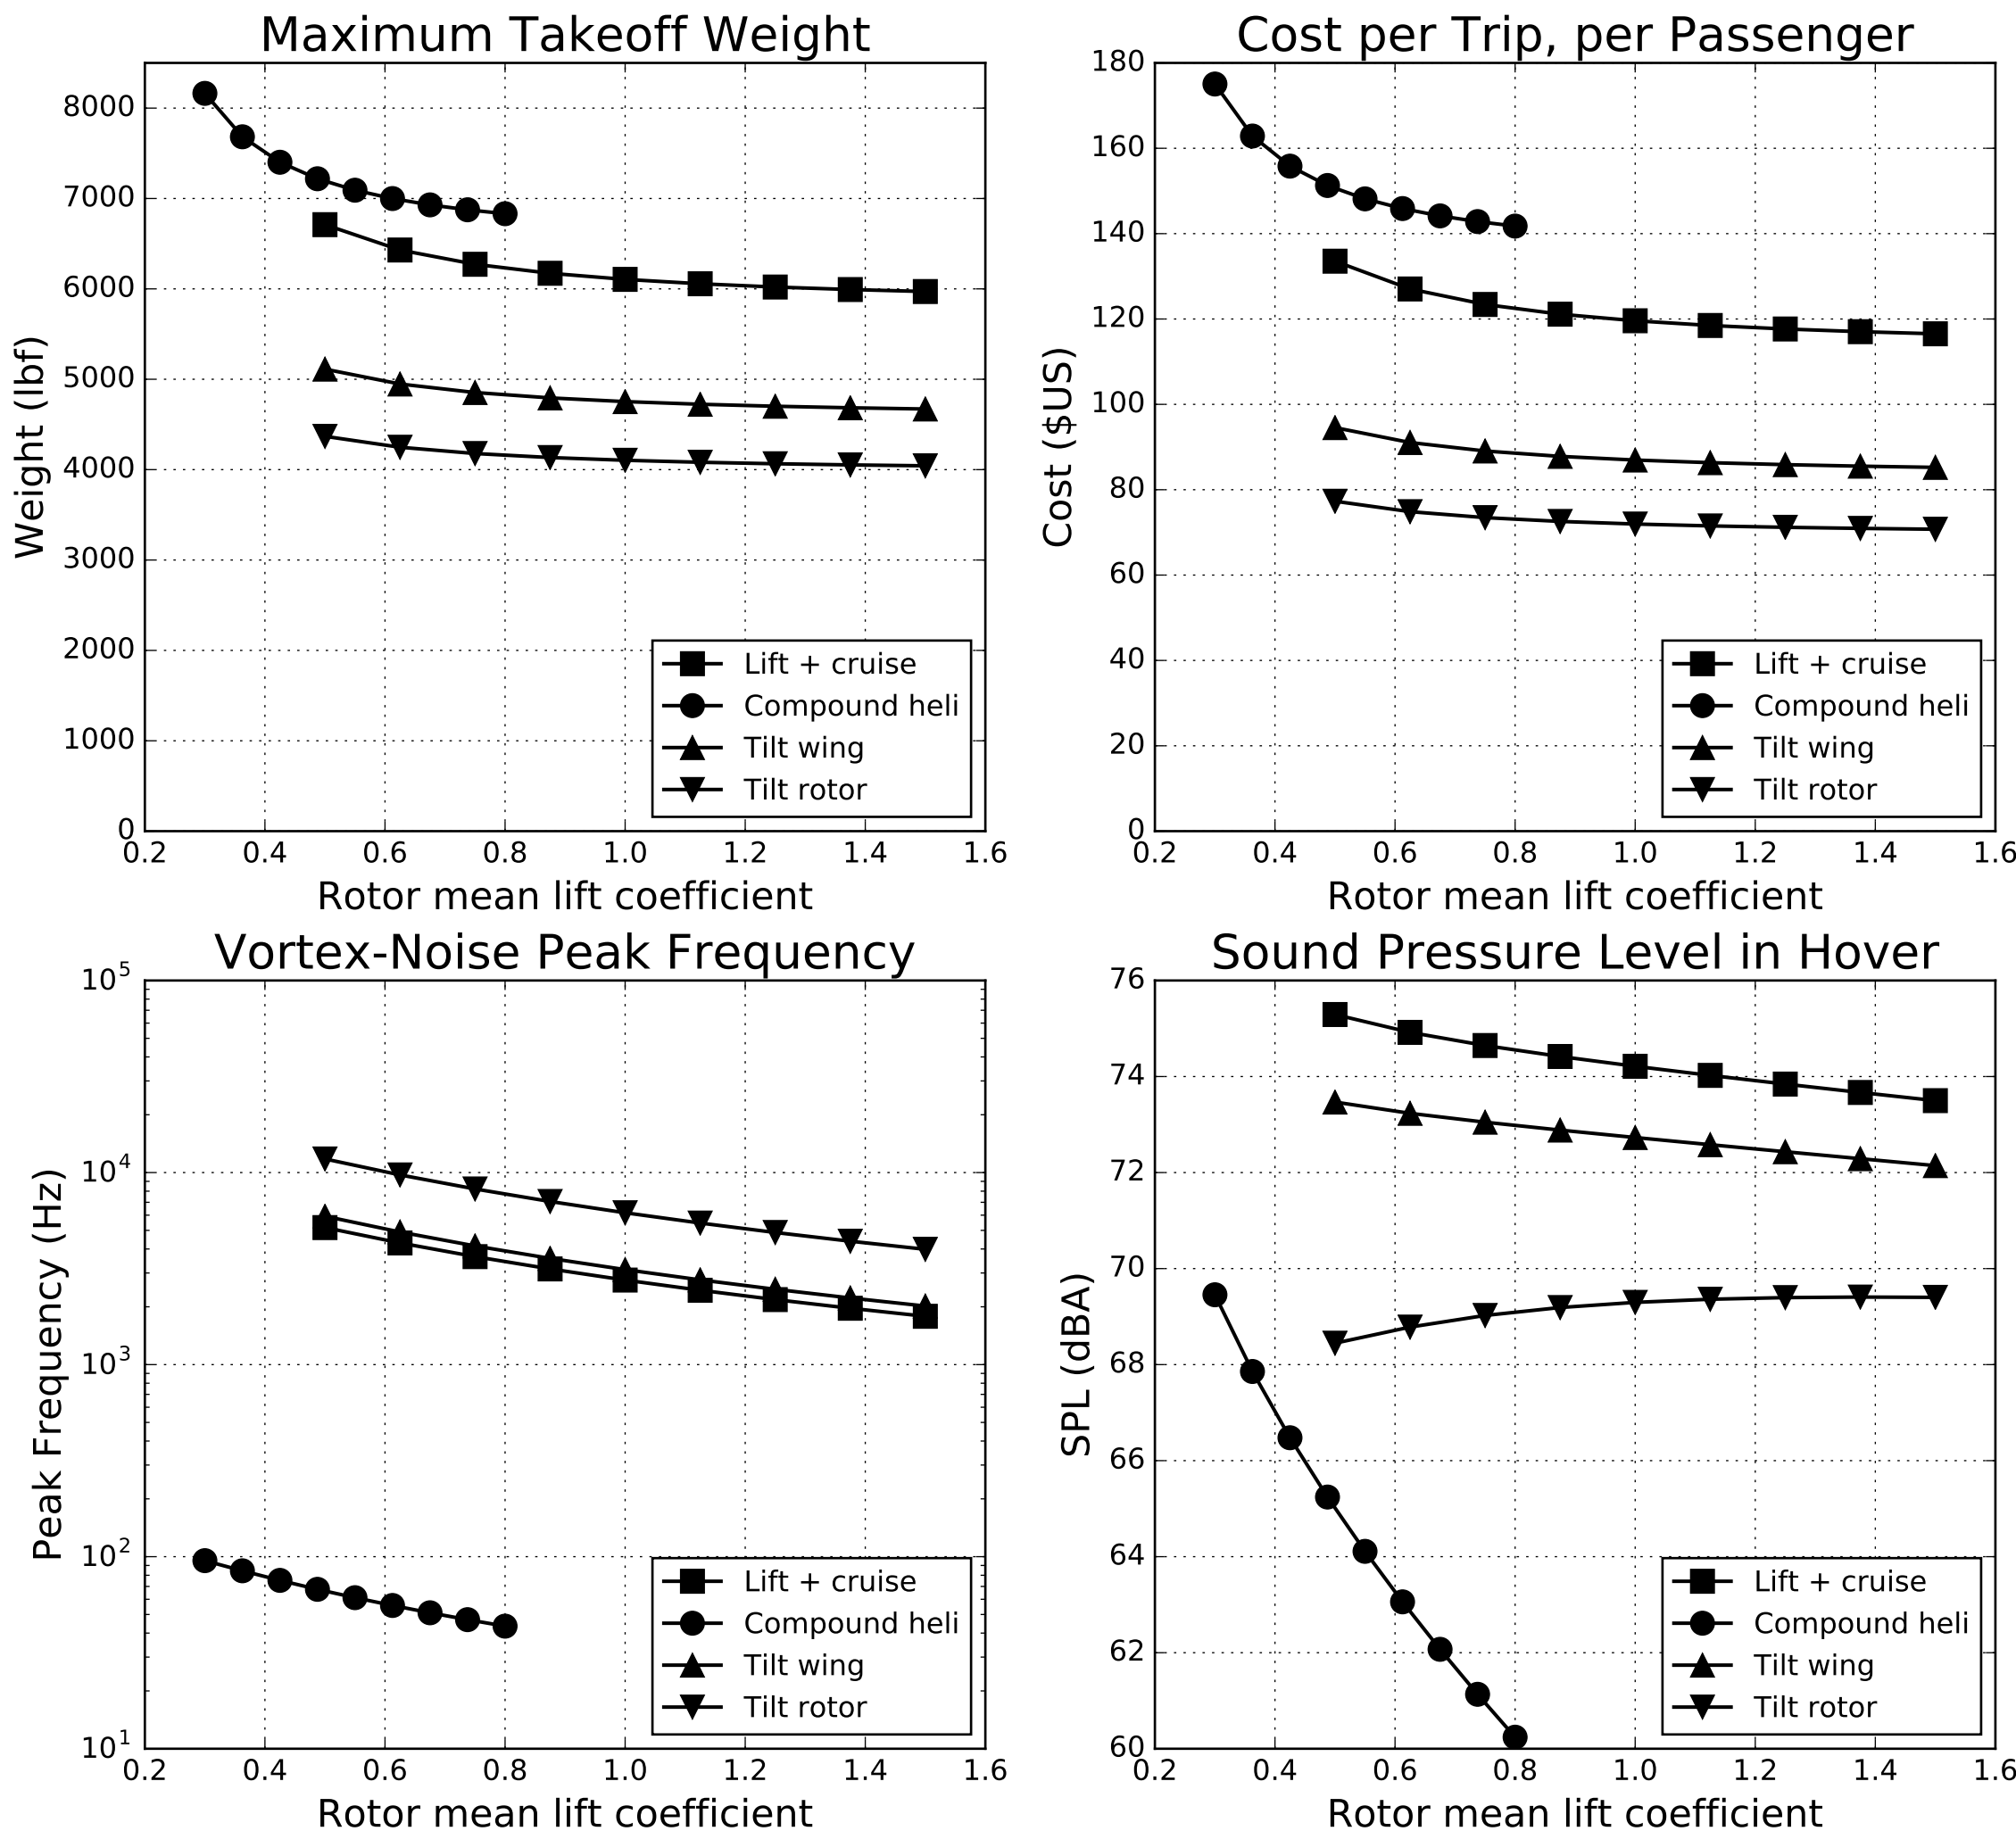 Maximum Takeoff Weight
8000
7000
6000
5000
4000
3000
2000
1000
0
Weight (lbf)
0.2 0.4 0.6 0.8 1.0 1.2 1.4 1.6
Rotor mean lift coefficient
Lift + cruise
Compound heli
Tilt wing
Tilt rotor
Cost per Trip, per Passenger
180
160
140
120
100
80
60
40
20
0
Cost ($US)
0.2 0.4 0.6 0.8 1.0 1.2 1.4 1.6
Rotor mean lift coefficient
Lift + cruise
Compound heli
Tilt wing
Tilt rotor
Vortex-Noise Peak Frequency
10⁵
10⁴
10³
10²
10¹
Peak Frequency (Hz)
0.2 0.4 0.6 0.8 1.0 1.2 1.4 1.6
Rotor mean lift coefficient
Lift + cruise
Compound heli
Tilt wing
Tilt rotor
Sound Pressure Level in Hover
76
74
72
70
68
66
64
62
60
SPL (dBA)
0.2 0.4 0.6 0.8 1.0 1.2 1.4 1.6
Rotor mean lift coefficient
Lift + cruise
Compound heli
Tilt wing
Tilt rotor